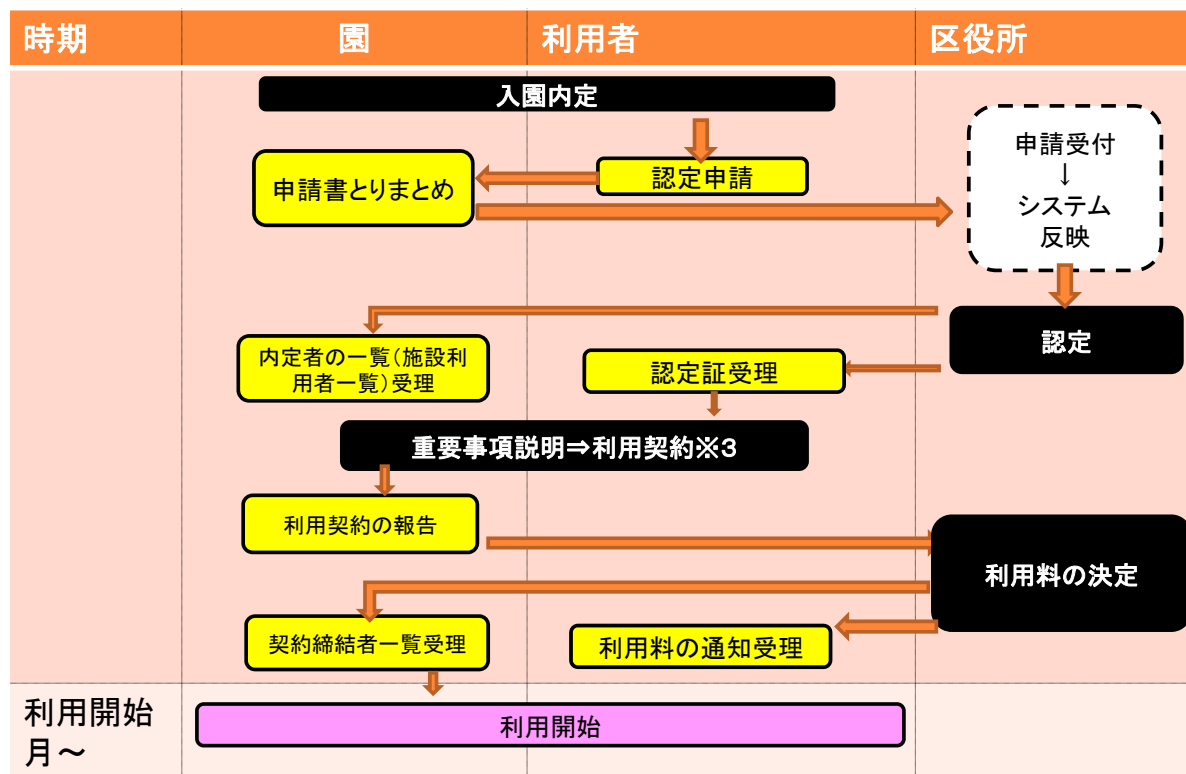 時期
園
利用者
区役所
入園内定
申請受付
↓
システム
反映
認定申請
申請書とりまとめ
認定
内定者の一覧(施設利
用者一覧)受理
認定証受理
重要事項説明⇒利用契約※3
利用契約の報告
利用料の決定
契約締結者一覧受理
利用料の通知受理
利用開始
月~
利用開始